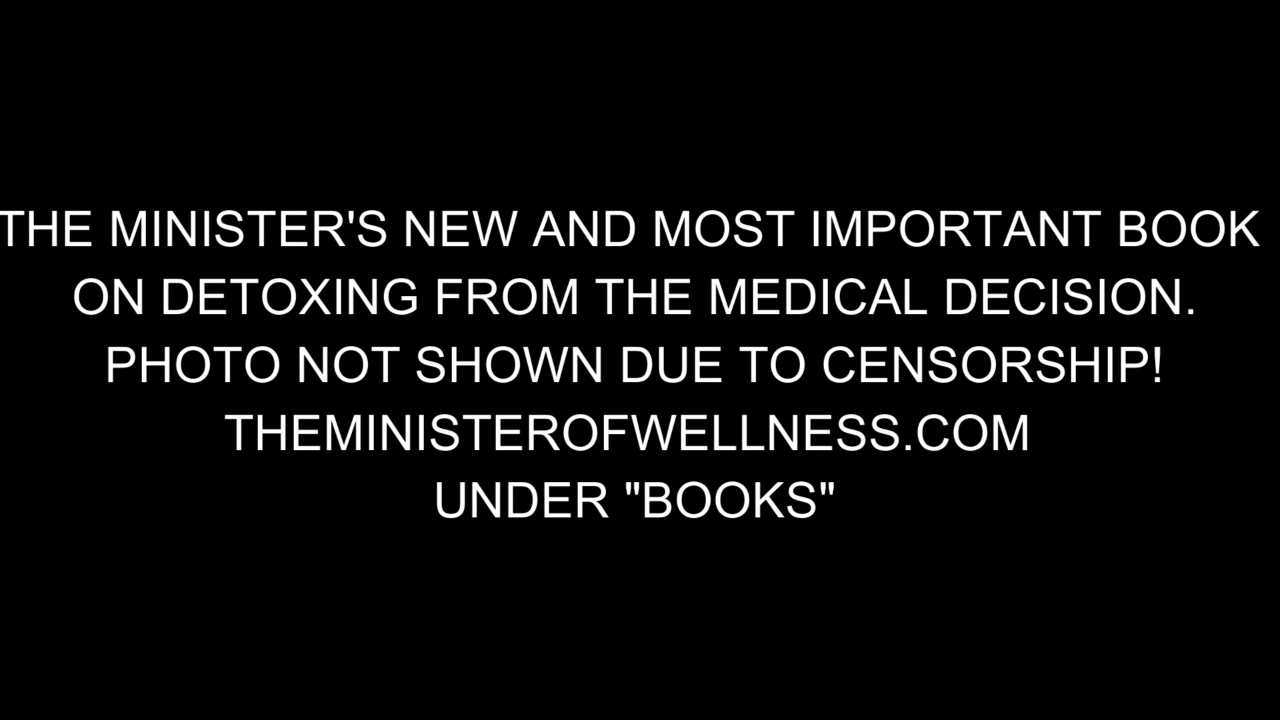 THE MINISTER'S NEW AND MOST IMPORTANT BOOK
ON DETOXING FROM THE MEDICAL DECISION.
PHOTO NOT SHOWN DUE TO CENSORSHIP!
THEMINISTEROFWELLNESS.COM
UNDER "BOOKS"